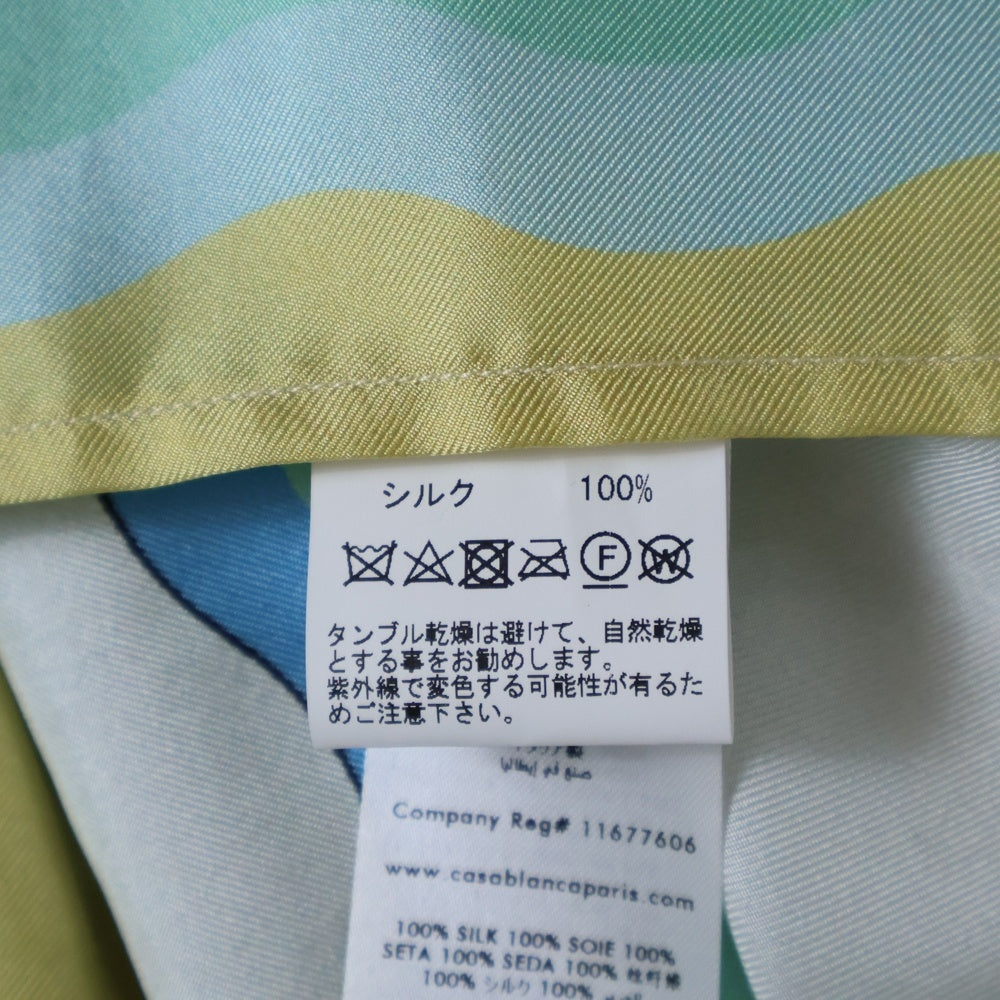 シルク 100%
F W
タンブル乾燥は避けて、自然乾燥
とする事をお勧めします。
紫外線で変色する可能性が有るた
めご注意下さい。
صنع في إيطاليا
Company Reg# 11677606
www.casablancaparis.com
100% SILK 100% SOIE 100%
SETA 100% SEDA 100%
100% シルク 100%